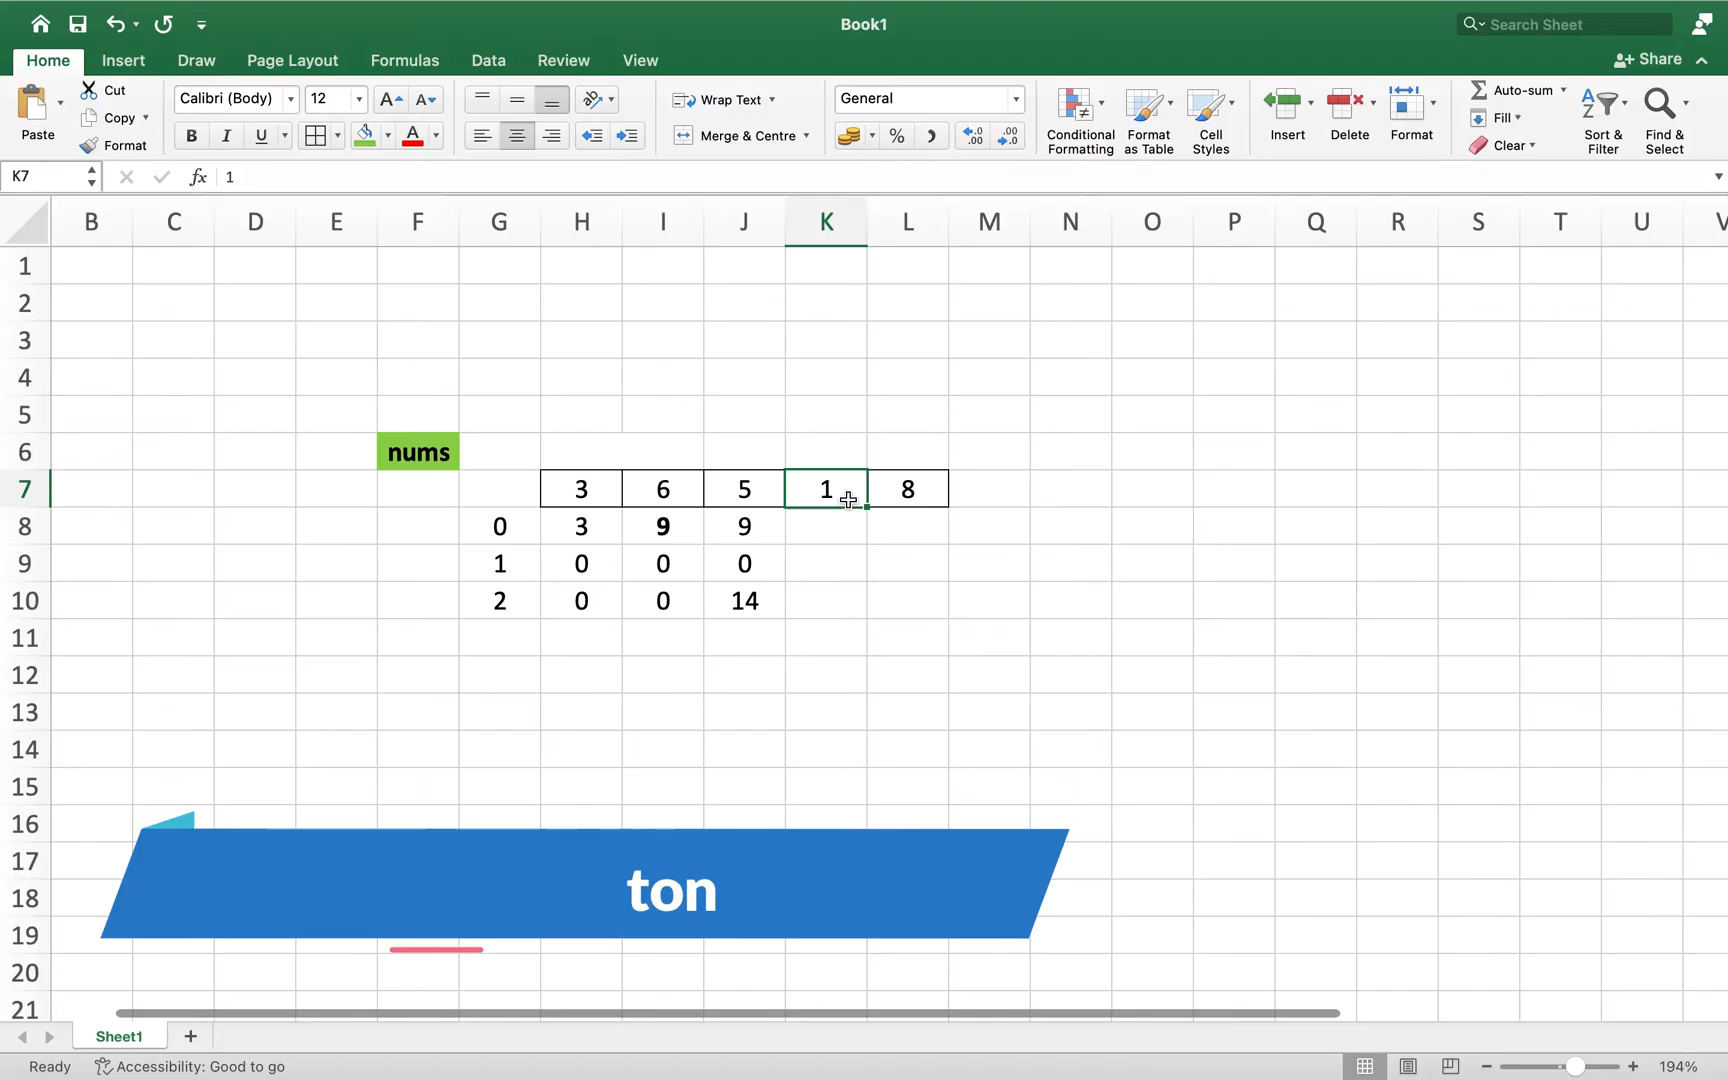 Book1
Search Sheet
Home Insert Draw Page Layout Formulas Data Review View
Share
Paste
Cut
Copy
Format
Calibri (Body) 12
A A
B I U A
Wrap Text
Merge & Centre
General
%
.0 .00
.00 .0
Conditional Formatting
Format as Table
Cell Styles
Insert
Delete
Format
Auto-sum
Fill
Clear
Sort & Filter
Find & Select
K7 fx 1
B C D E F G H I J K L M N O P Q R S T U V
1
2
3
4
5
6 nums
7 3 6 5 1 8
8 0 3 9 9
9 1 0 0 0
10 2 0 0 14
11
12
13
14
15
16
17
ton
18
19
20
21
Sheet1 +
Ready Accessibility: Good to go
194%